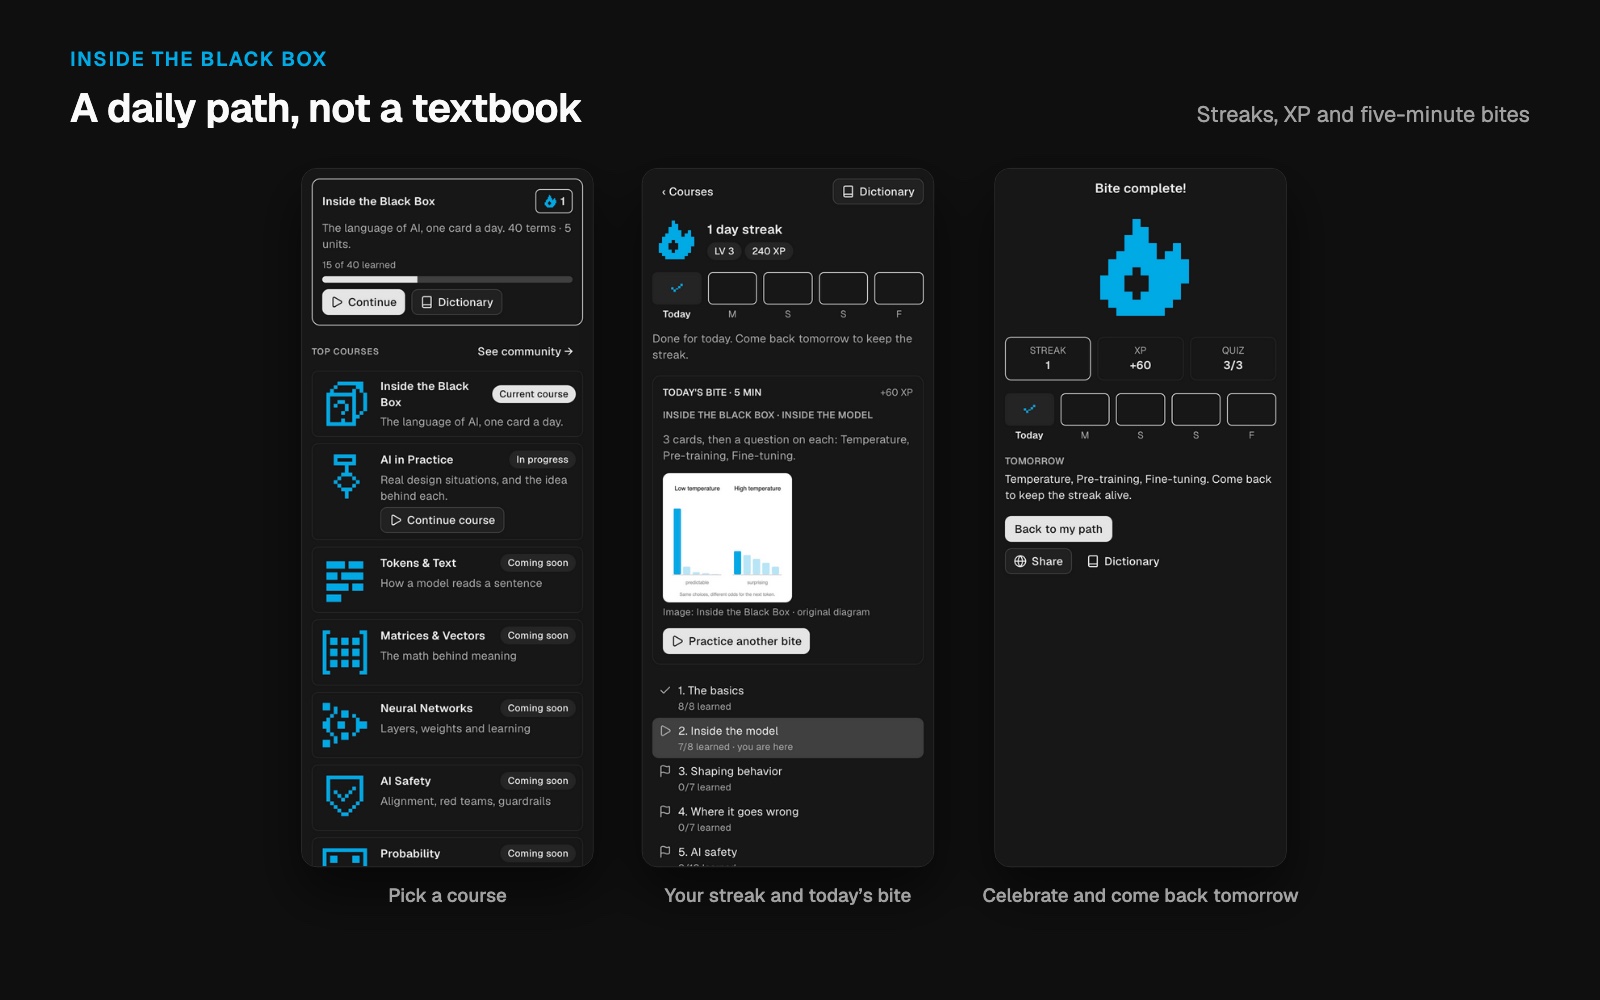 INSIDE THE BLACK BOX
A daily path, not a textbook
Streaks, XP and five-minute bites
Inside the Black Box
1
The language of AI, one card a day. 40 terms · 5
units.
15 of 40 learned
Continue
Dictionary
TOP COURSES
See community →
Inside the Black
Box
Current course
The language of AI, one card a day.
AI in Practice
In progress
Real design situations, and the idea
behind each.
Continue course
Tokens & Text
Coming soon
How a model reads a sentence
Matrices & Vectors
Coming soon
The math behind meaning
Neural Networks
Coming soon
Layers, weights and learning
AI Safety
Coming soon
Alignment, red teams, guardrails
Probability
Coming soon
Pick a course
‹ Courses
Dictionary
1 day streak
LV 3
240 XP
Today
M
S
S
F
Done for today. Come back tomorrow to keep the
streak.
TODAY'S BITE · 5 MIN
+60 XP
INSIDE THE BLACK BOX · INSIDE THE MODEL
3 cards, then a question on each: Temperature,
Pre-training, Fine-tuning.
Low temperature
High temperature
predictable
surprising
Same choices, different odds for the next token.
Image: Inside the Black Box · original diagram
Practice another bite
1. The basics
8/8 learned
2. Inside the model
7/8 learned · you are here
3. Shaping behavior
0/7 learned
4. Where it goes wrong
0/7 learned
5. AI safety
Your streak and today's bite
Bite complete!
STREAK
1
XP
+60
QUIZ
3/3
Today
M
S
S
F
TOMORROW
Temperature, Pre-training, Fine-tuning. Come back
to keep the streak alive.
Back to my path
Share
Dictionary
Celebrate and come back tomorrow